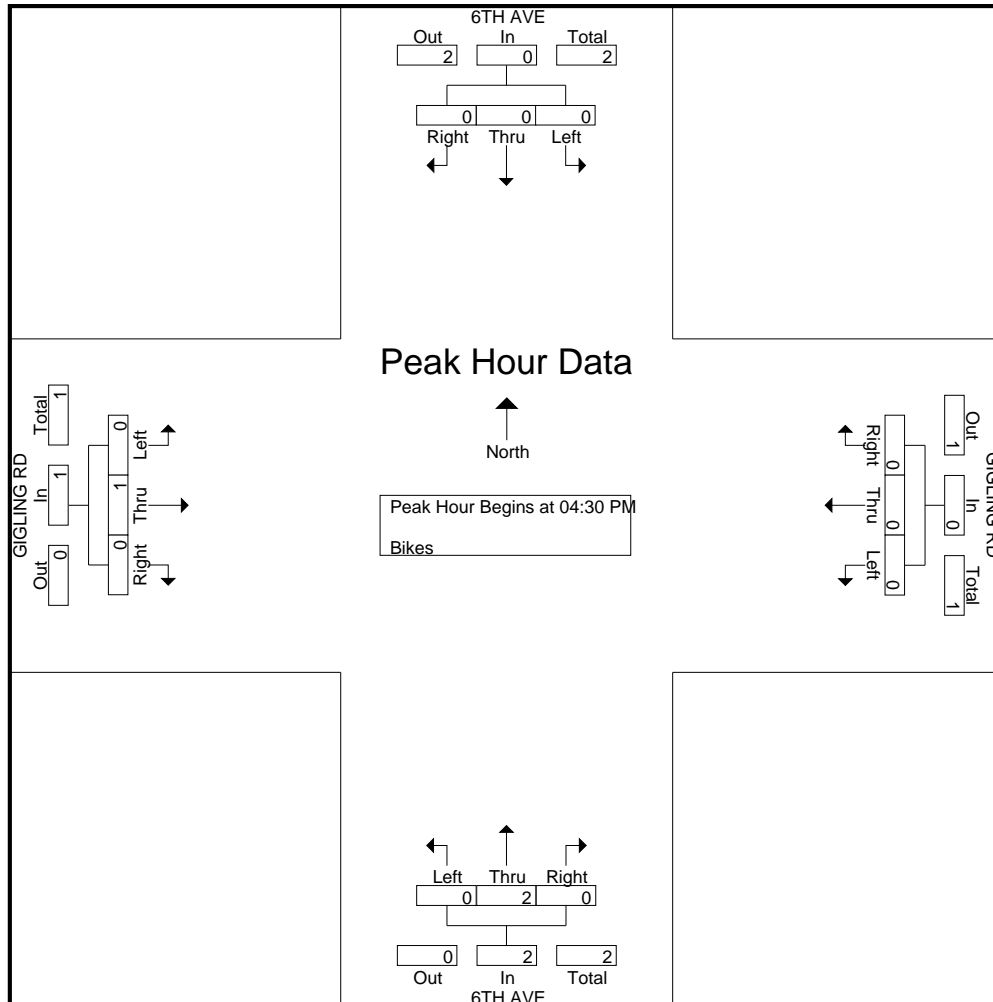 6TH AVE
Out In Total
2 0 2
0 0 0
Right Thru Left
Peak Hour Data
North
Peak Hour Begins at 04:30 PM
Bikes
GIGLING RD
Total In Out
1 1 0
0 1 0
Left Thru Right
GIGLING RD
Out In Total
1 0 1
0 0 0
Right Thru Left
Left Thru Right
0 2 0
0 2 2
Out In Total
6TH AVE